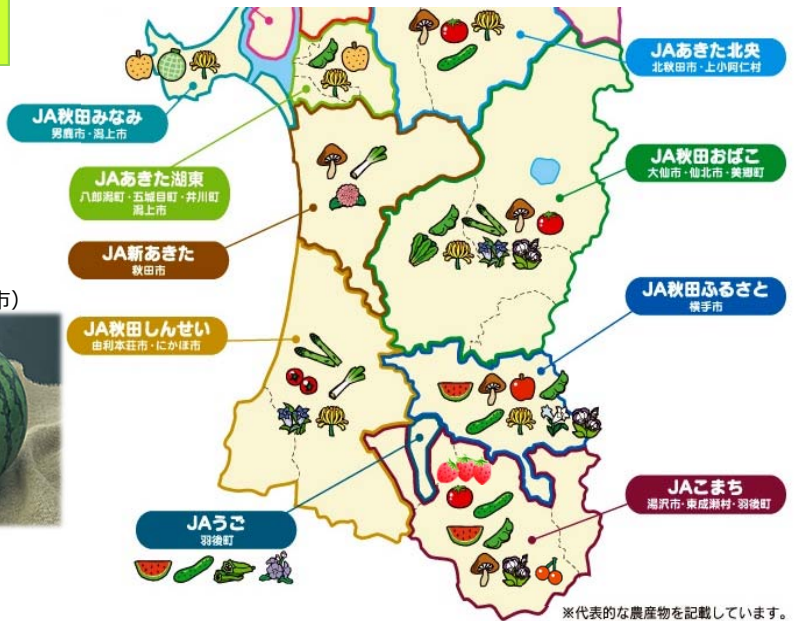 JAあきた北央
北秋田市・上小阿仁村
JA秋田みなみ
男鹿市・潟上市
JA秋田おばこ
大仙市・仙北市・美郷町
JAあきた湖東
八郎潟町・五城目町・井川町
潟上市
JA新あきた
秋田市
JA秋田ふるさと
横手市
市)
JA秋田しんせい
由利本荘市・にかほ市
JAこまち
湯沢市・東成瀬村・羽後町
JAうご
羽後町
※代表的な農産物を記載しています。